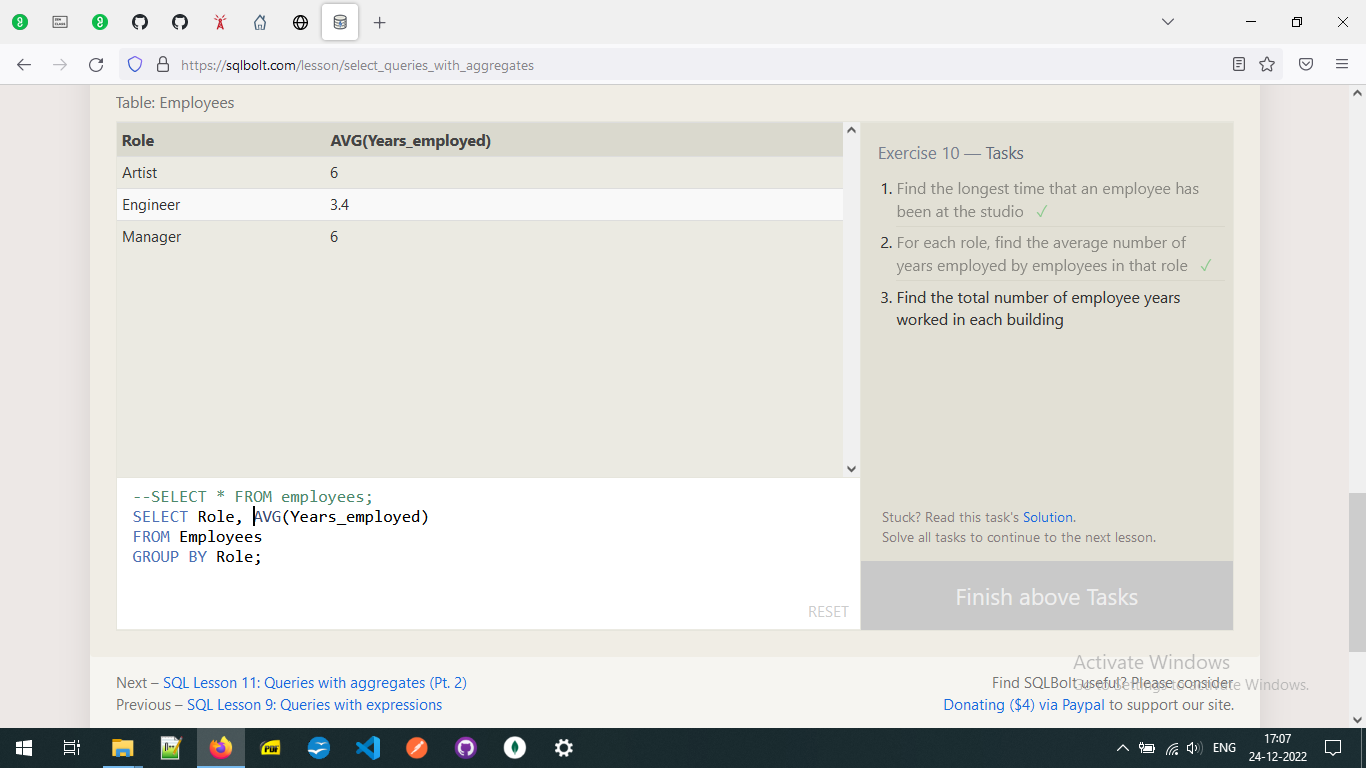 https://sqlbolt.com/lesson/select_queries_with_aggregates
Table: Employees
Role AVG(Years_employed)
Artist 6
Engineer 3.4
Manager 6
Exercise 10 — Tasks
1. Find the longest time that an employee has
been at the studio ✓
2. For each role, find the average number of
years employed by employees in that role ✓
3. Find the total number of employee years
worked in each building
--SELECT * FROM employees;
SELECT Role, AVG(Years_employed)
FROM Employees
GROUP BY Role;
RESET
Stuck? Read this task's Solution.
Solve all tasks to continue to the next lesson.
Finish above Tasks
Activate Windows
Go to Settings to activate Windows.
Next – SQL Lesson 11: Queries with aggregates (Pt. 2)
Previous – SQL Lesson 9: Queries with expressions
Find SQLBolt useful? Please consider
Donating ($4) via Paypal to support our site.
PDF
ENG
17:07
24-12-2022